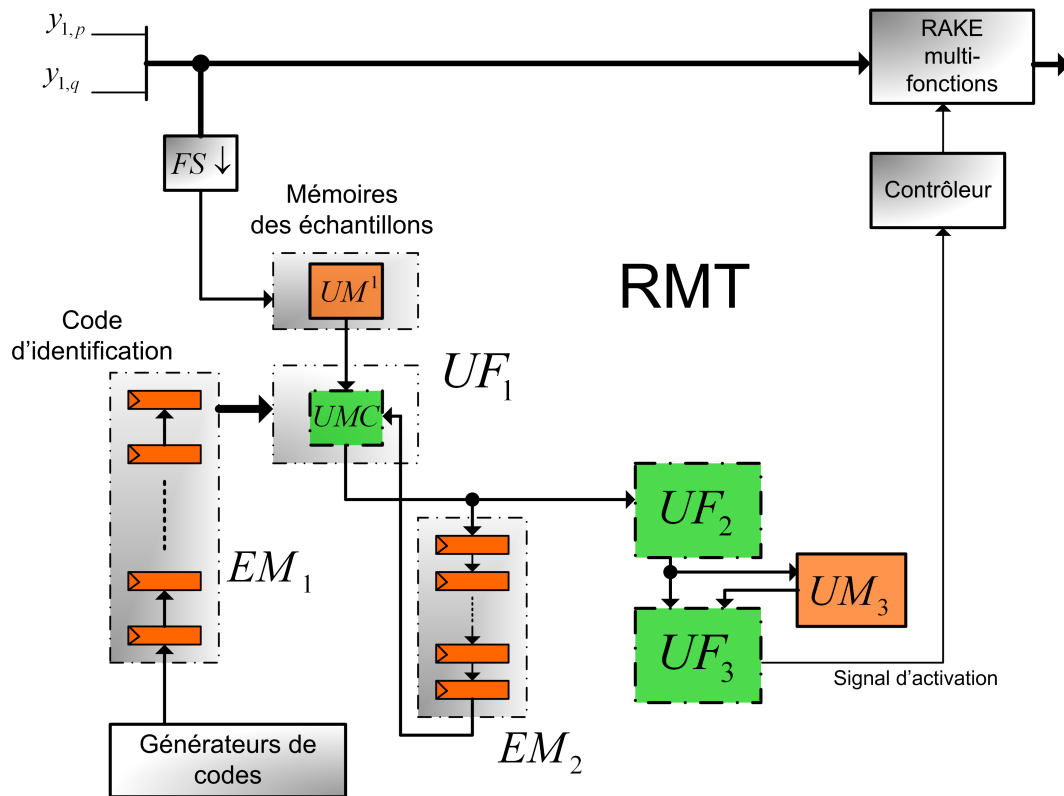 y1,p
y1,q
RAKE
multi-
fonctions
FS ↓
Contrôleur
Mémoires
des échantillons
UM¹
RMT
Code
d'identification
UF₁
UMC
UF₂
EM₁
UM₃
UF₃
Signal d'activation
EM₂
Générateurs de
codes